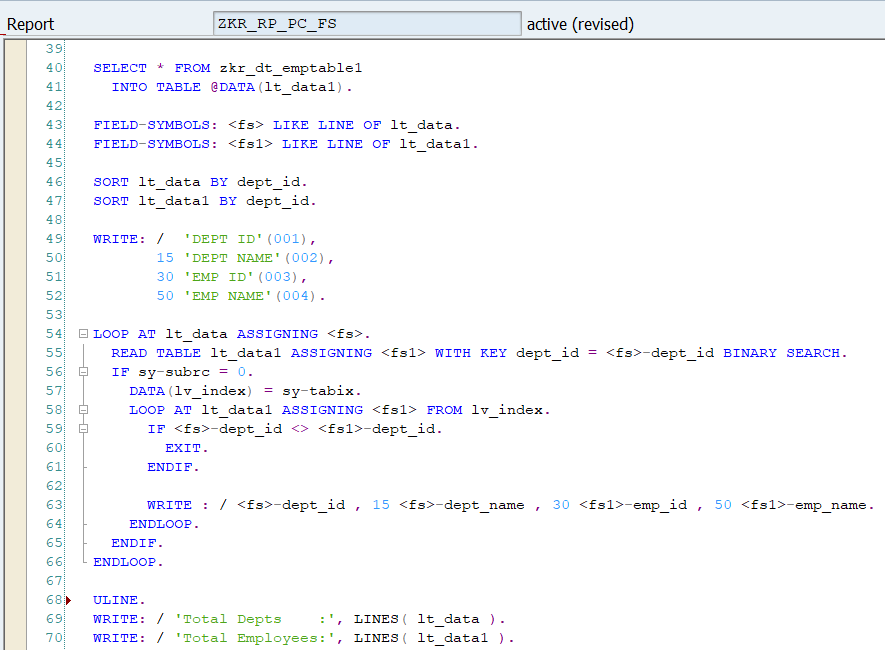 Report ZKR_RP_PC_FS active (revised)
39
40 SELECT * FROM zkr_dt_emptable1
41 INTO TABLE @DATA(lt_data1).
42
43 FIELD-SYMBOLS: <fs> LIKE LINE OF lt_data.
44 FIELD-SYMBOLS: <fs1> LIKE LINE OF lt_data1.
45
46 SORT lt_data BY dept_id.
47 SORT lt_data1 BY dept_id.
48
49 WRITE: / 'DEPT ID'(001),
50 15 'DEPT NAME'(002),
51 30 'EMP ID'(003),
52 50 'EMP NAME'(004).
53
54 LOOP AT lt_data ASSIGNING <fs>.
55 READ TABLE lt_data1 ASSIGNING <fs1> WITH KEY dept_id = <fs>-dept_id BINARY SEARCH.
56 IF sy-subrc = 0.
57 DATA(lv_index) = sy-tabix.
58 LOOP AT lt_data1 ASSIGNING <fs1> FROM lv_index.
59 IF <fs>-dept_id <> <fs1>-dept_id.
60 EXIT.
61 ENDIF.
62
63 WRITE : / <fs>-dept_id , 15 <fs>-dept_name , 30 <fs1>-emp_id , 50 <fs1>-emp_name.
64 ENDLOOP.
65 ENDIF.
66 ENDLOOP.
67
68 ULINE.
69 WRITE: / 'Total Depts    :', LINES( lt_data ).
70 WRITE: / 'Total Employees:', LINES( lt_data1 ).